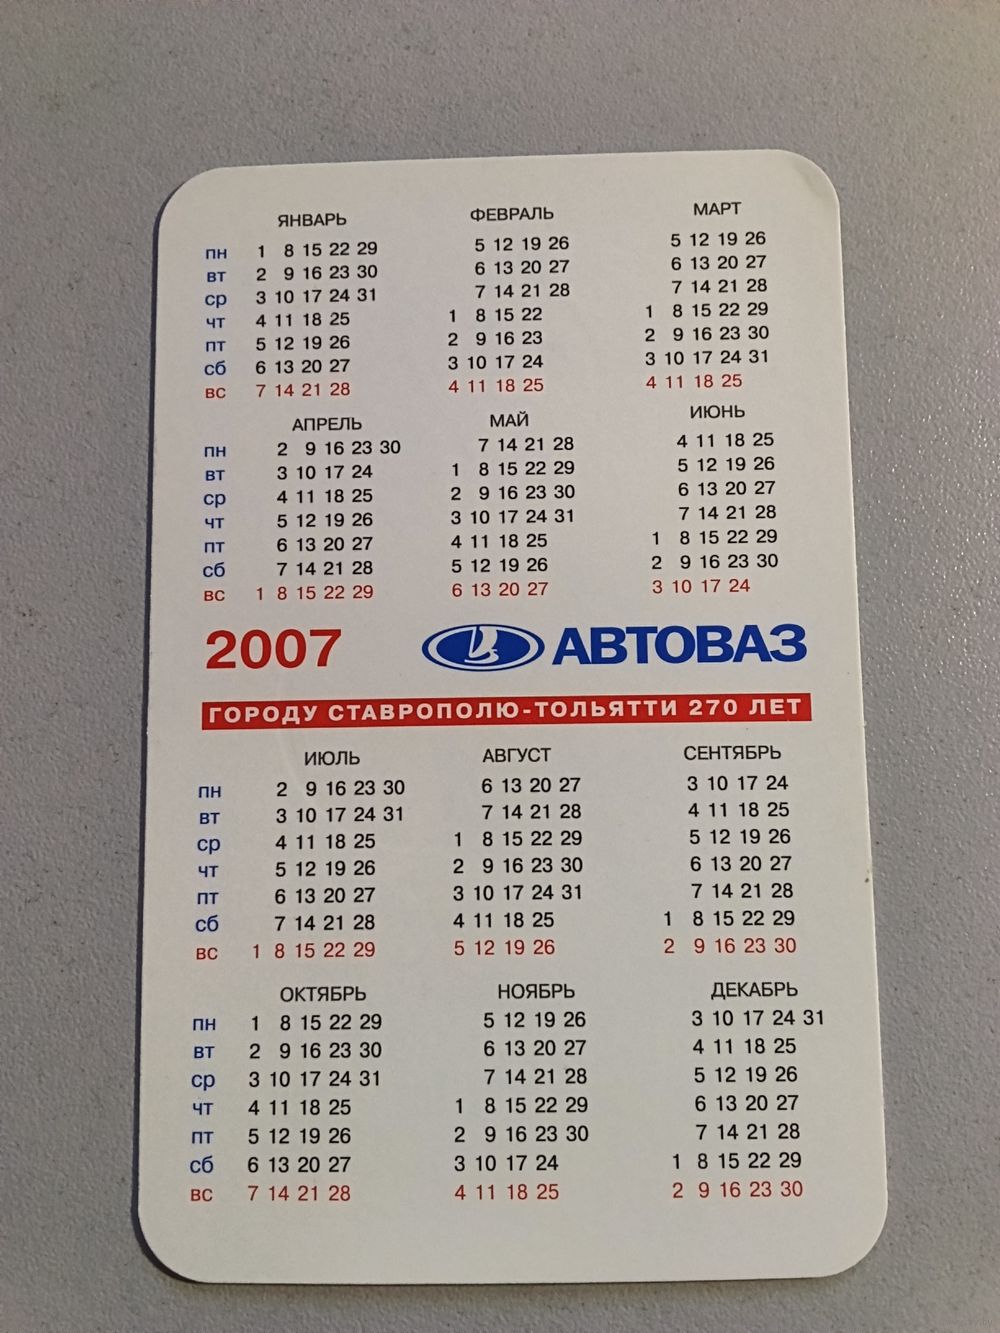 ЯНВАРЬ ФЕВРАЛЬ МАРТ
пн 1 8 15 22 29 5 12 19 26 5 12 19 26
вт 2 9 16 23 30 6 13 20 27 6 13 20 27
ср 3 10 17 24 31 7 14 21 28 7 14 21 28
чт 4 11 18 25 1 8 15 22 1 8 15 22 29
пт 5 12 19 26 2 9 16 23 2 9 16 23 30
сб 6 13 20 27 3 10 17 24 3 10 17 24 31
вс 7 14 21 28 4 11 18 25 4 11 18 25
АПРЕЛЬ МАЙ ИЮНЬ
пн 2 9 16 23 30 7 14 21 28 4 11 18 25
вт 3 10 17 24 1 8 15 22 29 5 12 19 26
ср 4 11 18 25 2 9 16 23 30 6 13 20 27
чт 5 12 19 26 3 10 17 24 31 7 14 21 28
пт 6 13 20 27 4 11 18 25 1 8 15 22 29
сб 7 14 21 28 5 12 19 26 2 9 16 23 30
вс 1 8 15 22 29 6 13 20 27 3 10 17 24
2007 АВТОВАЗ
ГОРОДУ СТАВРОПОЛЮ-ТОЛЬЯТТИ 270 ЛЕТ
ИЮЛЬ АВГУСТ СЕНТЯБРЬ
пн 2 9 16 23 30 6 13 20 27 3 10 17 24
вт 3 10 17 24 31 7 14 21 28 4 11 18 25
ср 4 11 18 25 1 8 15 22 29 5 12 19 26
чт 5 12 19 26 2 9 16 23 30 6 13 20 27
пт 6 13 20 27 3 10 17 24 31 7 14 21 28
сб 7 14 21 28 4 11 18 25 1 8 15 22 29
вс 1 8 15 22 29 5 12 19 26 2 9 16 23 30
ОКТЯБРЬ НОЯБРЬ ДЕКАБРЬ
пн 1 8 15 22 29 5 12 19 26 3 10 17 24 31
вт 2 9 16 23 30 6 13 20 27 4 11 18 25
ср 3 10 17 24 31 7 14 21 28 5 12 19 26
чт 4 11 18 25 1 8 15 22 29 6 13 20 27
пт 5 12 19 26 2 9 16 23 30 7 14 21 28
сб 6 13 20 27 3 10 17 24 1 8 15 22 29
вс 7 14 21 28 4 11 18 25 2 9 16 23 30